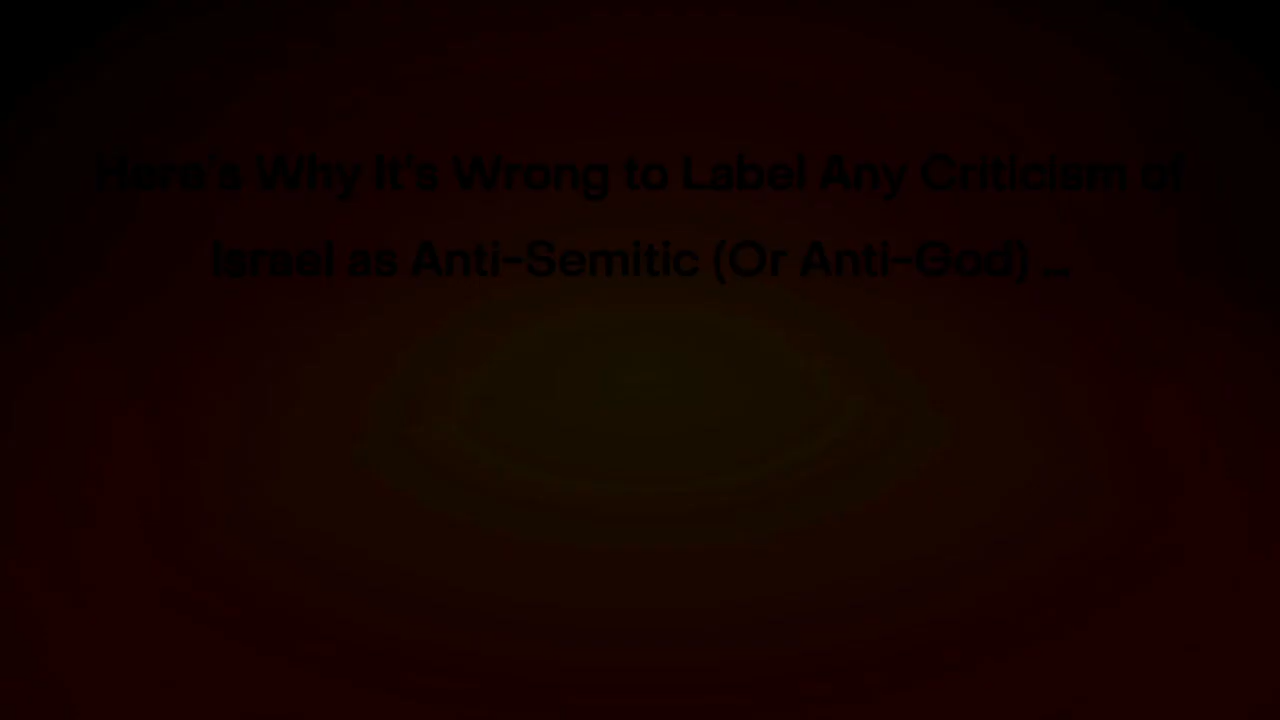 Here's Why It's Wrong to Label Any Criticism of
Israel as Anti-Semitic (Or Anti-God) ...